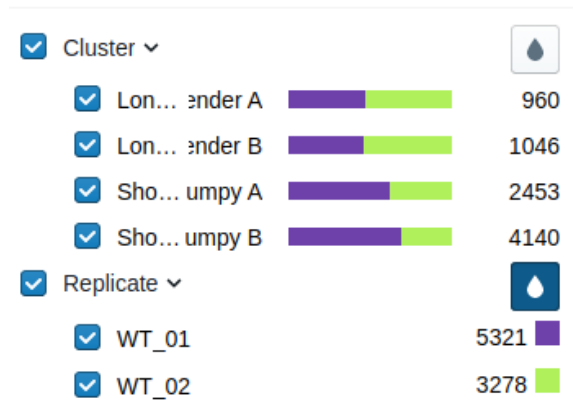 Cluster
Lon… ender A 960
Lon… ender B 1046
Sho… umpy A 2453
Sho… umpy B 4140
Replicate
WT_01 5321
WT_02 3278